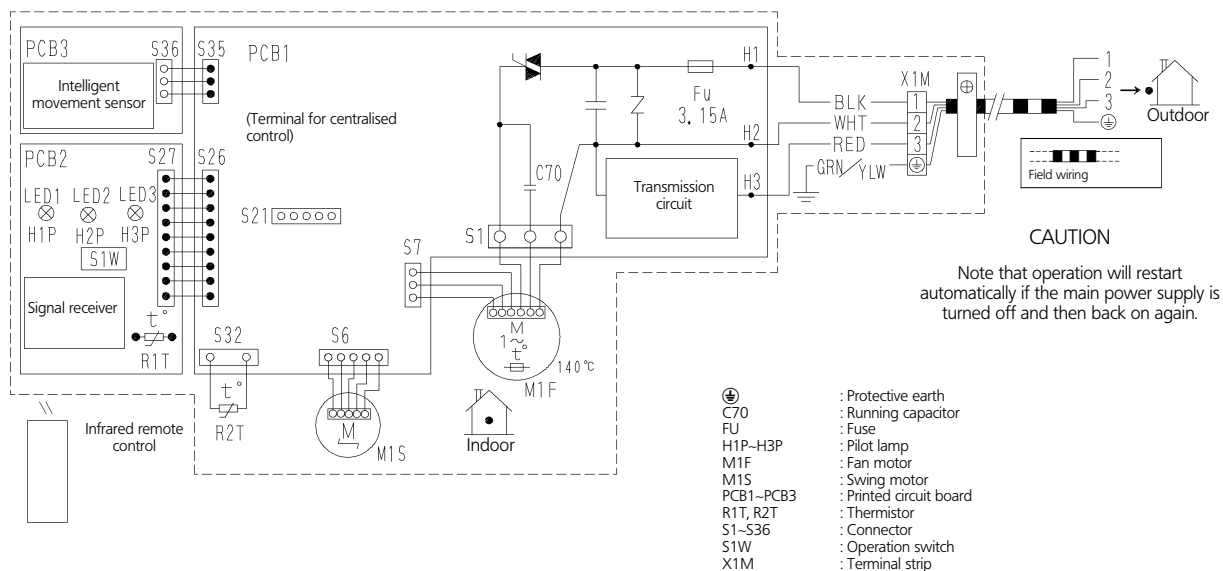 PCB3
S36
S35
PCB1
Intelligent
movement sensor
(Terminal for centralised
control)
PCB2
S27
S26
LED1
LED2
LED3
H1P
H2P
H3P
S1W
Signal receiver
t°
R1T
S21
S32
t°
R2T
S6
M
M1S
S7
S1
C70
M
1~
t°
140°C
M1F
Fu
3.15A
H1
H2
H3
Transmission
circuit
BLK
WHT
RED
GRN/YLW
X1M
1
2
3
1
2
3
Outdoor
Field wiring
Indoor
Infrared remote
control
CAUTION
Note that operation will restart
automatically if the main power supply is
turned off and then back on again.
: Protective earth
C70 : Running capacitor
FU : Fuse
H1P~H3P : Pilot lamp
M1F : Fan motor
M1S : Swing motor
PCB1~PCB3 : Printed circuit board
R1T, R2T : Thermistor
S1~S36 : Connector
S1W : Operation switch
X1M : Terminal strip